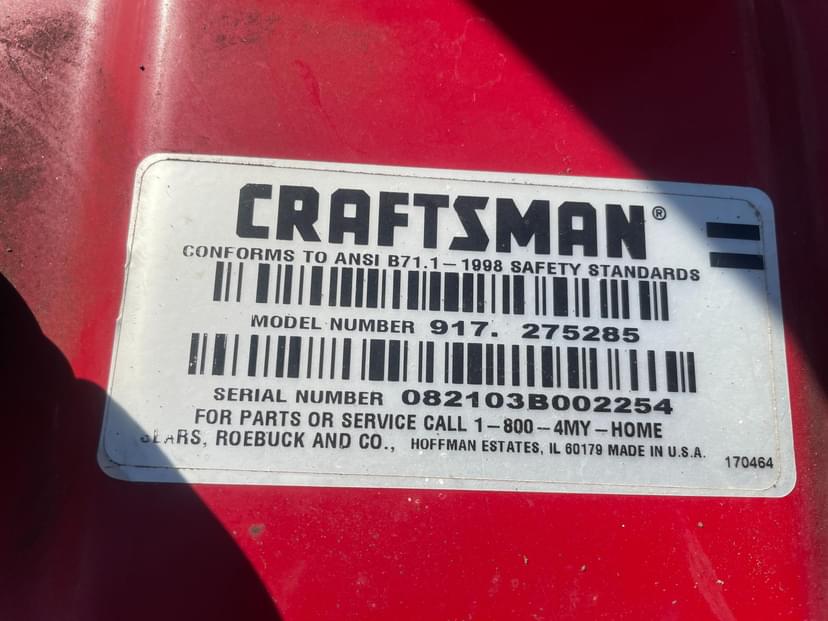 CRAFTSMAN®
CONFORMS TO ANSI B71.1-1998 SAFETY STANDARDS
MODEL NUMBER 917. 275285
SERIAL NUMBER 082103B002254
FOR PARTS OR SERVICE CALL 1-800-4MY-HOME
SEARS, ROEBUCK AND CO., HOFFMAN ESTATES, IL 60179 MADE IN U.S.A.
170464